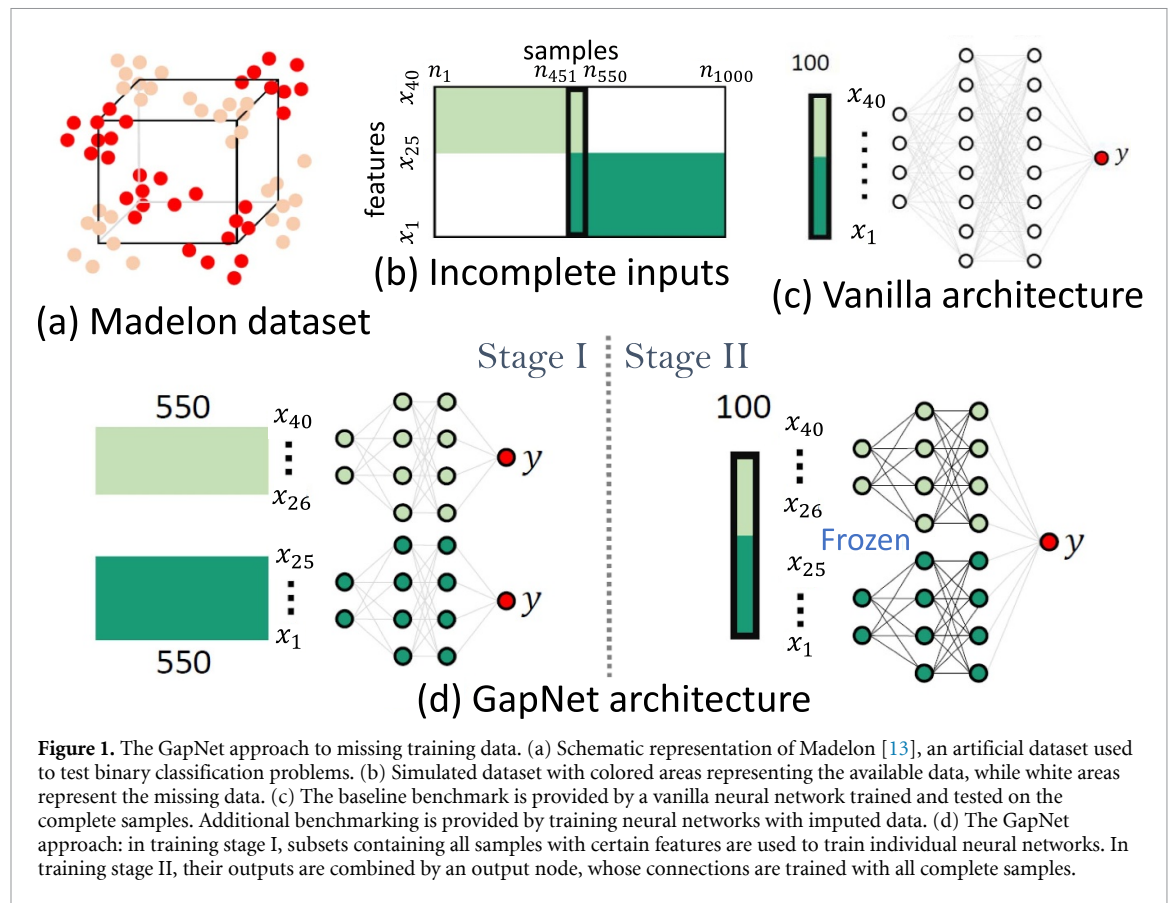 samples
n1 n451 n550 n1000
x40
x25
x1
features
(a) Madelon dataset
(b) Incomplete inputs
100
x40
x1
y
(c) Vanilla architecture
Stage I
Stage II
550
x40
x26
y
x25
x1
y
550
100
x40
x26
Frozen
x25
x1
y
(d) GapNet architecture
Figure 1. The GapNet approach to missing training data. (a) Schematic representation of Madelon [13], an artificial dataset used
to test binary classification problems. (b) Simulated dataset with colored areas representing the available data, while white areas
represent the missing data. (c) The baseline benchmark is provided by a vanilla neural network trained and tested on the
complete samples. Additional benchmarking is provided by training neural networks with imputed data. (d) The GapNet
approach: in training stage I, subsets containing all samples with certain features are used to train individual neural networks. In
training stage II, their outputs are combined by an output node, whose connections are trained with all complete samples.